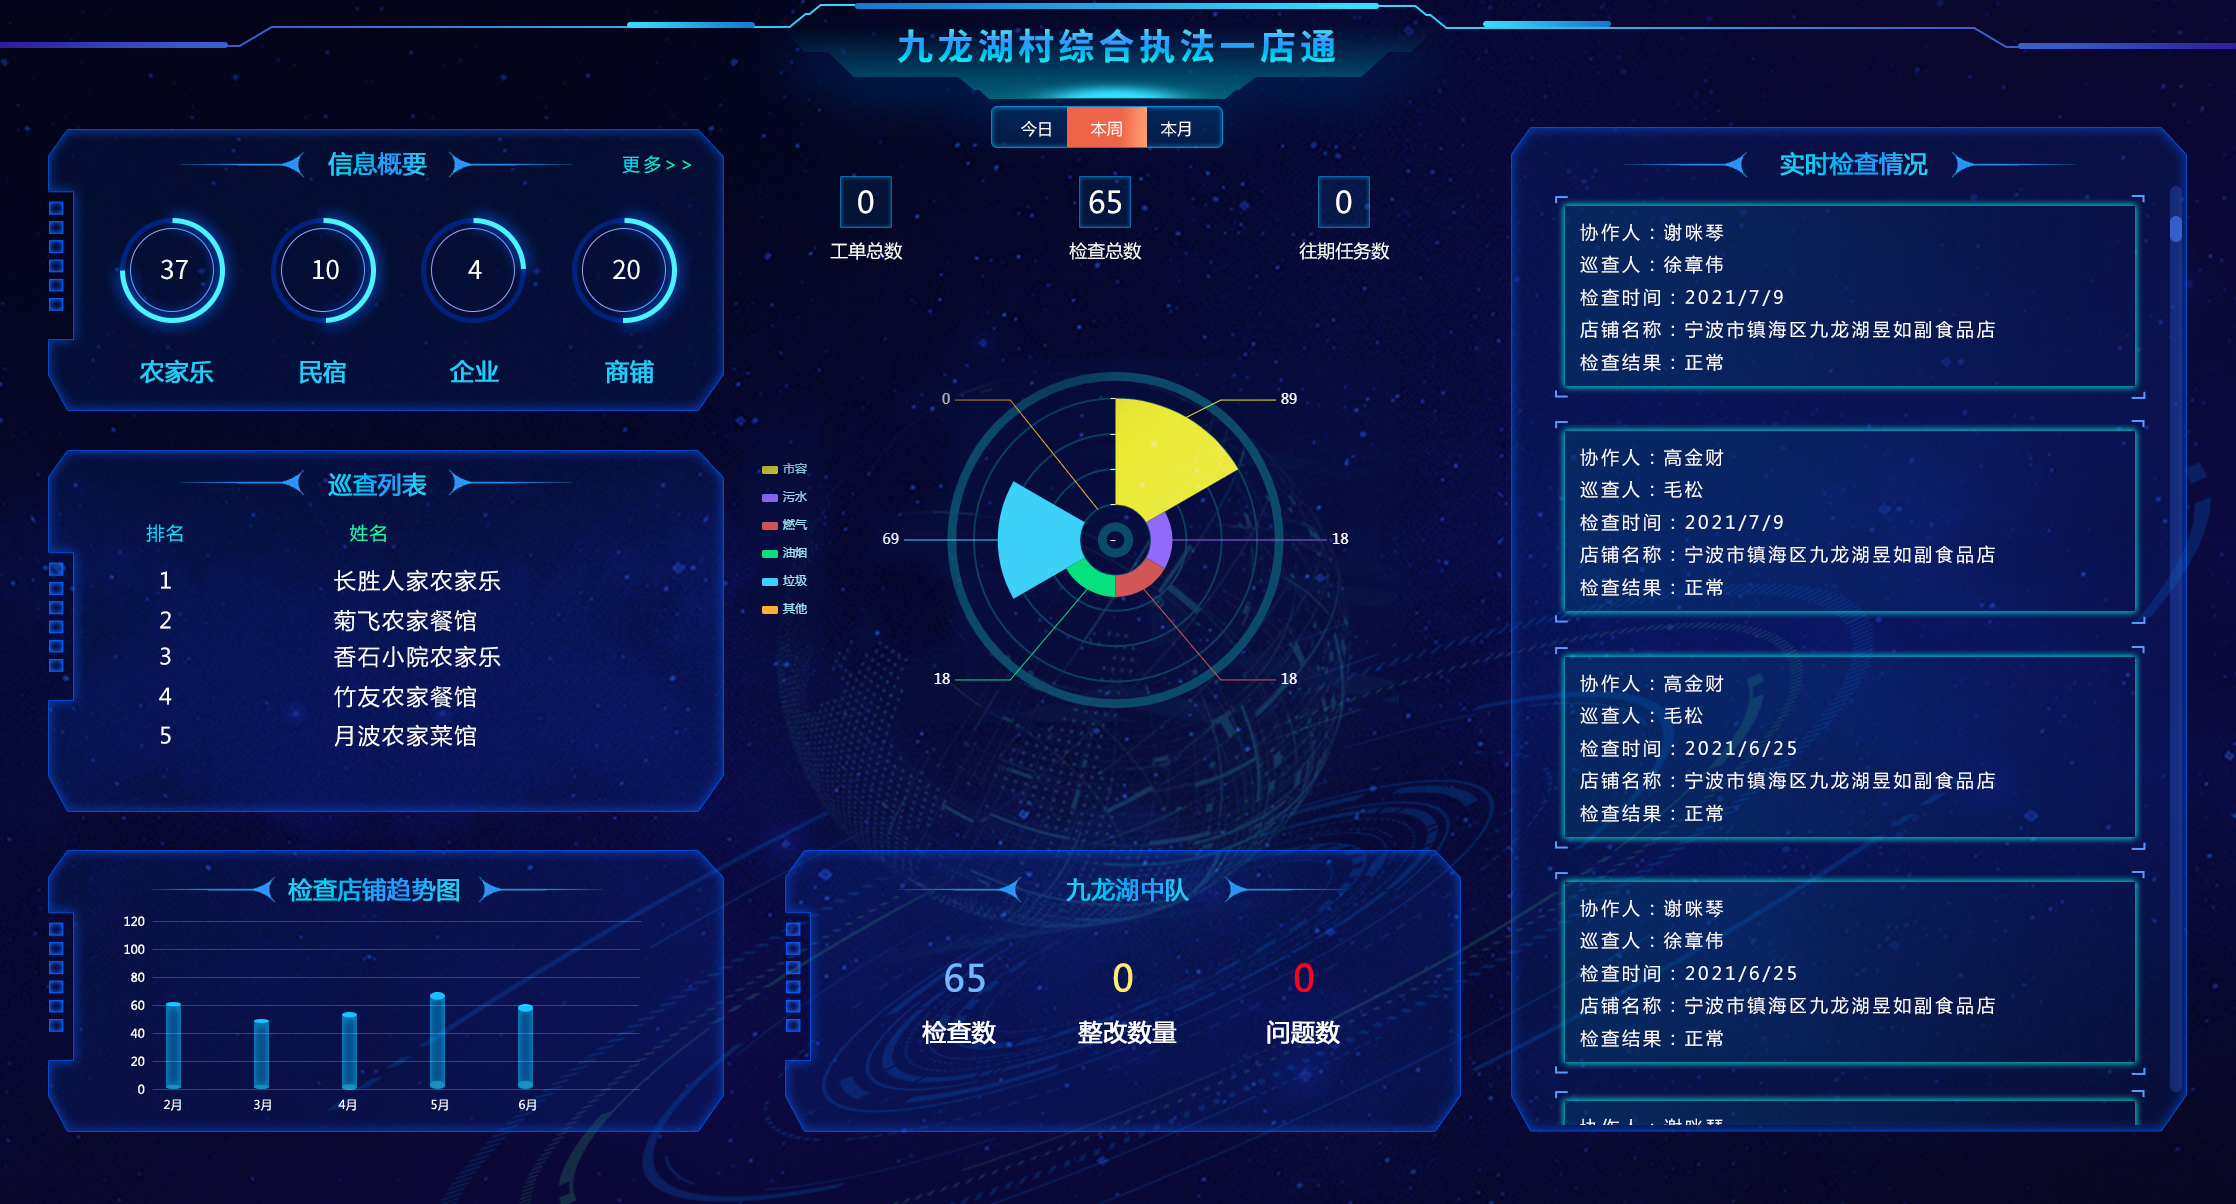 九龙湖村综合执法一店通
今日 本周 本月
信息概要
更多>>
37 10 4 20
农家乐 民宿 企业 商铺
巡查列表
排名 姓名
1 长胜人家农家乐
2 菊飞农家餐馆
3 香石小院农家乐
4 竹友农家餐馆
5 月波农家菜馆
检查店铺趋势图
120
100
80
60
40
20
0
2月 3月 4月 5月 6月
0 65 0
工单总数 检查总数 往期任务数
市容
污水
燃气
油烟
垃圾
其他
0 89
69 - 18
18 18
九龙湖中队
65 0 0
检查数 整改数量 问题数
实时检查情况
协作人：谢咪琴
巡查人：徐章伟
检查时间：2021/7/9
店铺名称：宁波市镇海区九龙湖昱如副食品店
检查结果：正常
协作人：高金财
巡查人：毛松
检查时间：2021/7/9
店铺名称：宁波市镇海区九龙湖昱如副食品店
检查结果：正常
协作人：高金财
巡查人：毛松
检查时间：2021/6/25
店铺名称：宁波市镇海区九龙湖昱如副食品店
检查结果：正常
协作人：谢咪琴
巡查人：徐章伟
检查时间：2021/6/25
店铺名称：宁波市镇海区九龙湖昱如副食品店
检查结果：正常
协作人：谢咪琴